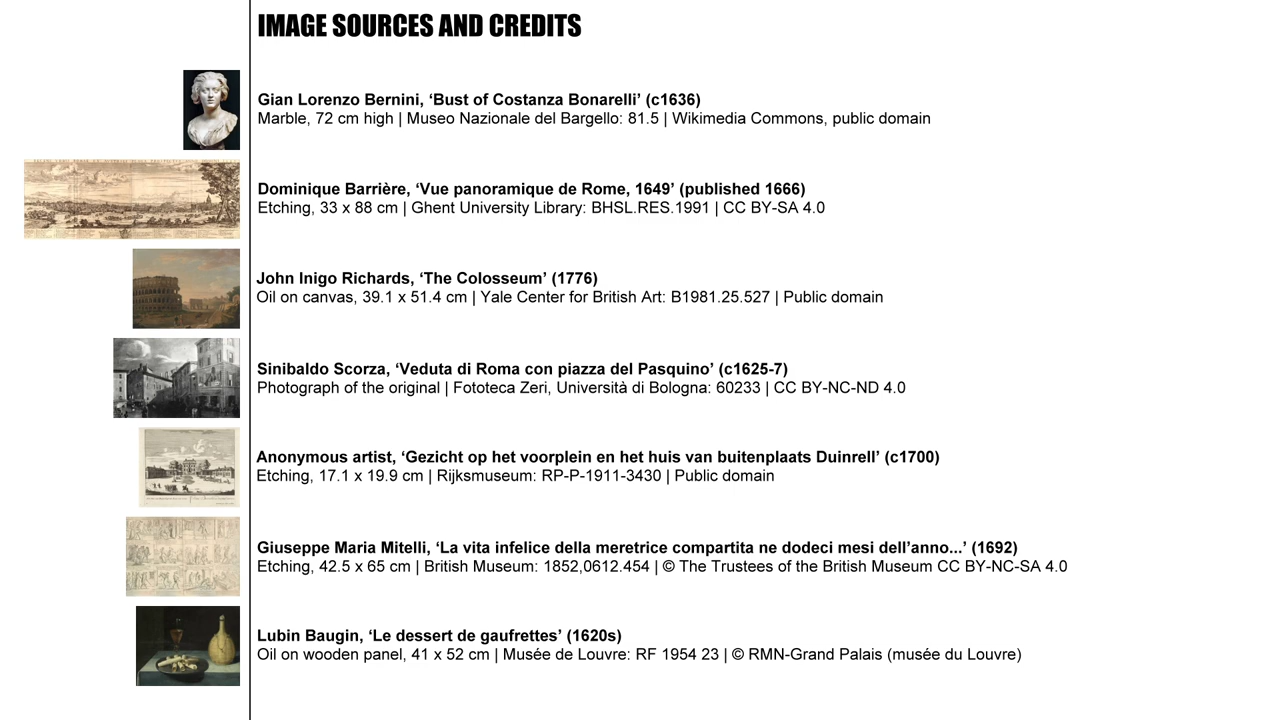 IMAGE SOURCES AND CREDITS
Gian Lorenzo Bernini, ‘Bust of Costanza Bonarelli’ (c1636)
Marble, 72 cm high | Museo Nazionale del Bargello: 81.5 | Wikimedia Commons, public domain
Dominique Barrière, ‘Vue panoramique de Rome, 1649’ (published 1666)
Etching, 33 x 88 cm | Ghent University Library: BHSL.RES.1991 | CC BY-SA 4.0
John Inigo Richards, ‘The Colosseum’ (1776)
Oil on canvas, 39.1 x 51.4 cm | Yale Center for British Art: B1981.25.527 | Public domain
Sinibaldo Scorza, ‘Veduta di Roma con piazza del Pasquino’ (c1625-7)
Photograph of the original | Fototeca Zeri, Università di Bologna: 60233 | CC BY-NC-ND 4.0
Anonymous artist, ‘Gezicht op het voorplein en het huis van buitenplaats Duinrell’ (c1700)
Etching, 17.1 x 19.9 cm | Rijksmuseum: RP-P-1911-3430 | Public domain
Giuseppe Maria Mitelli, ‘La vita infelice della meretrice compartita ne dodeci mesi dell’anno...’ (1692)
Etching, 42.5 x 65 cm | British Museum: 1852,0612.454 | © The Trustees of the British Museum CC BY-NC-SA 4.0
Lubin Baugin, ‘Le dessert de gaufrettes’ (1620s)
Oil on wooden panel, 41 x 52 cm | Musée de Louvre: RF 1954 23 | © RMN-Grand Palais (musée du Louvre)